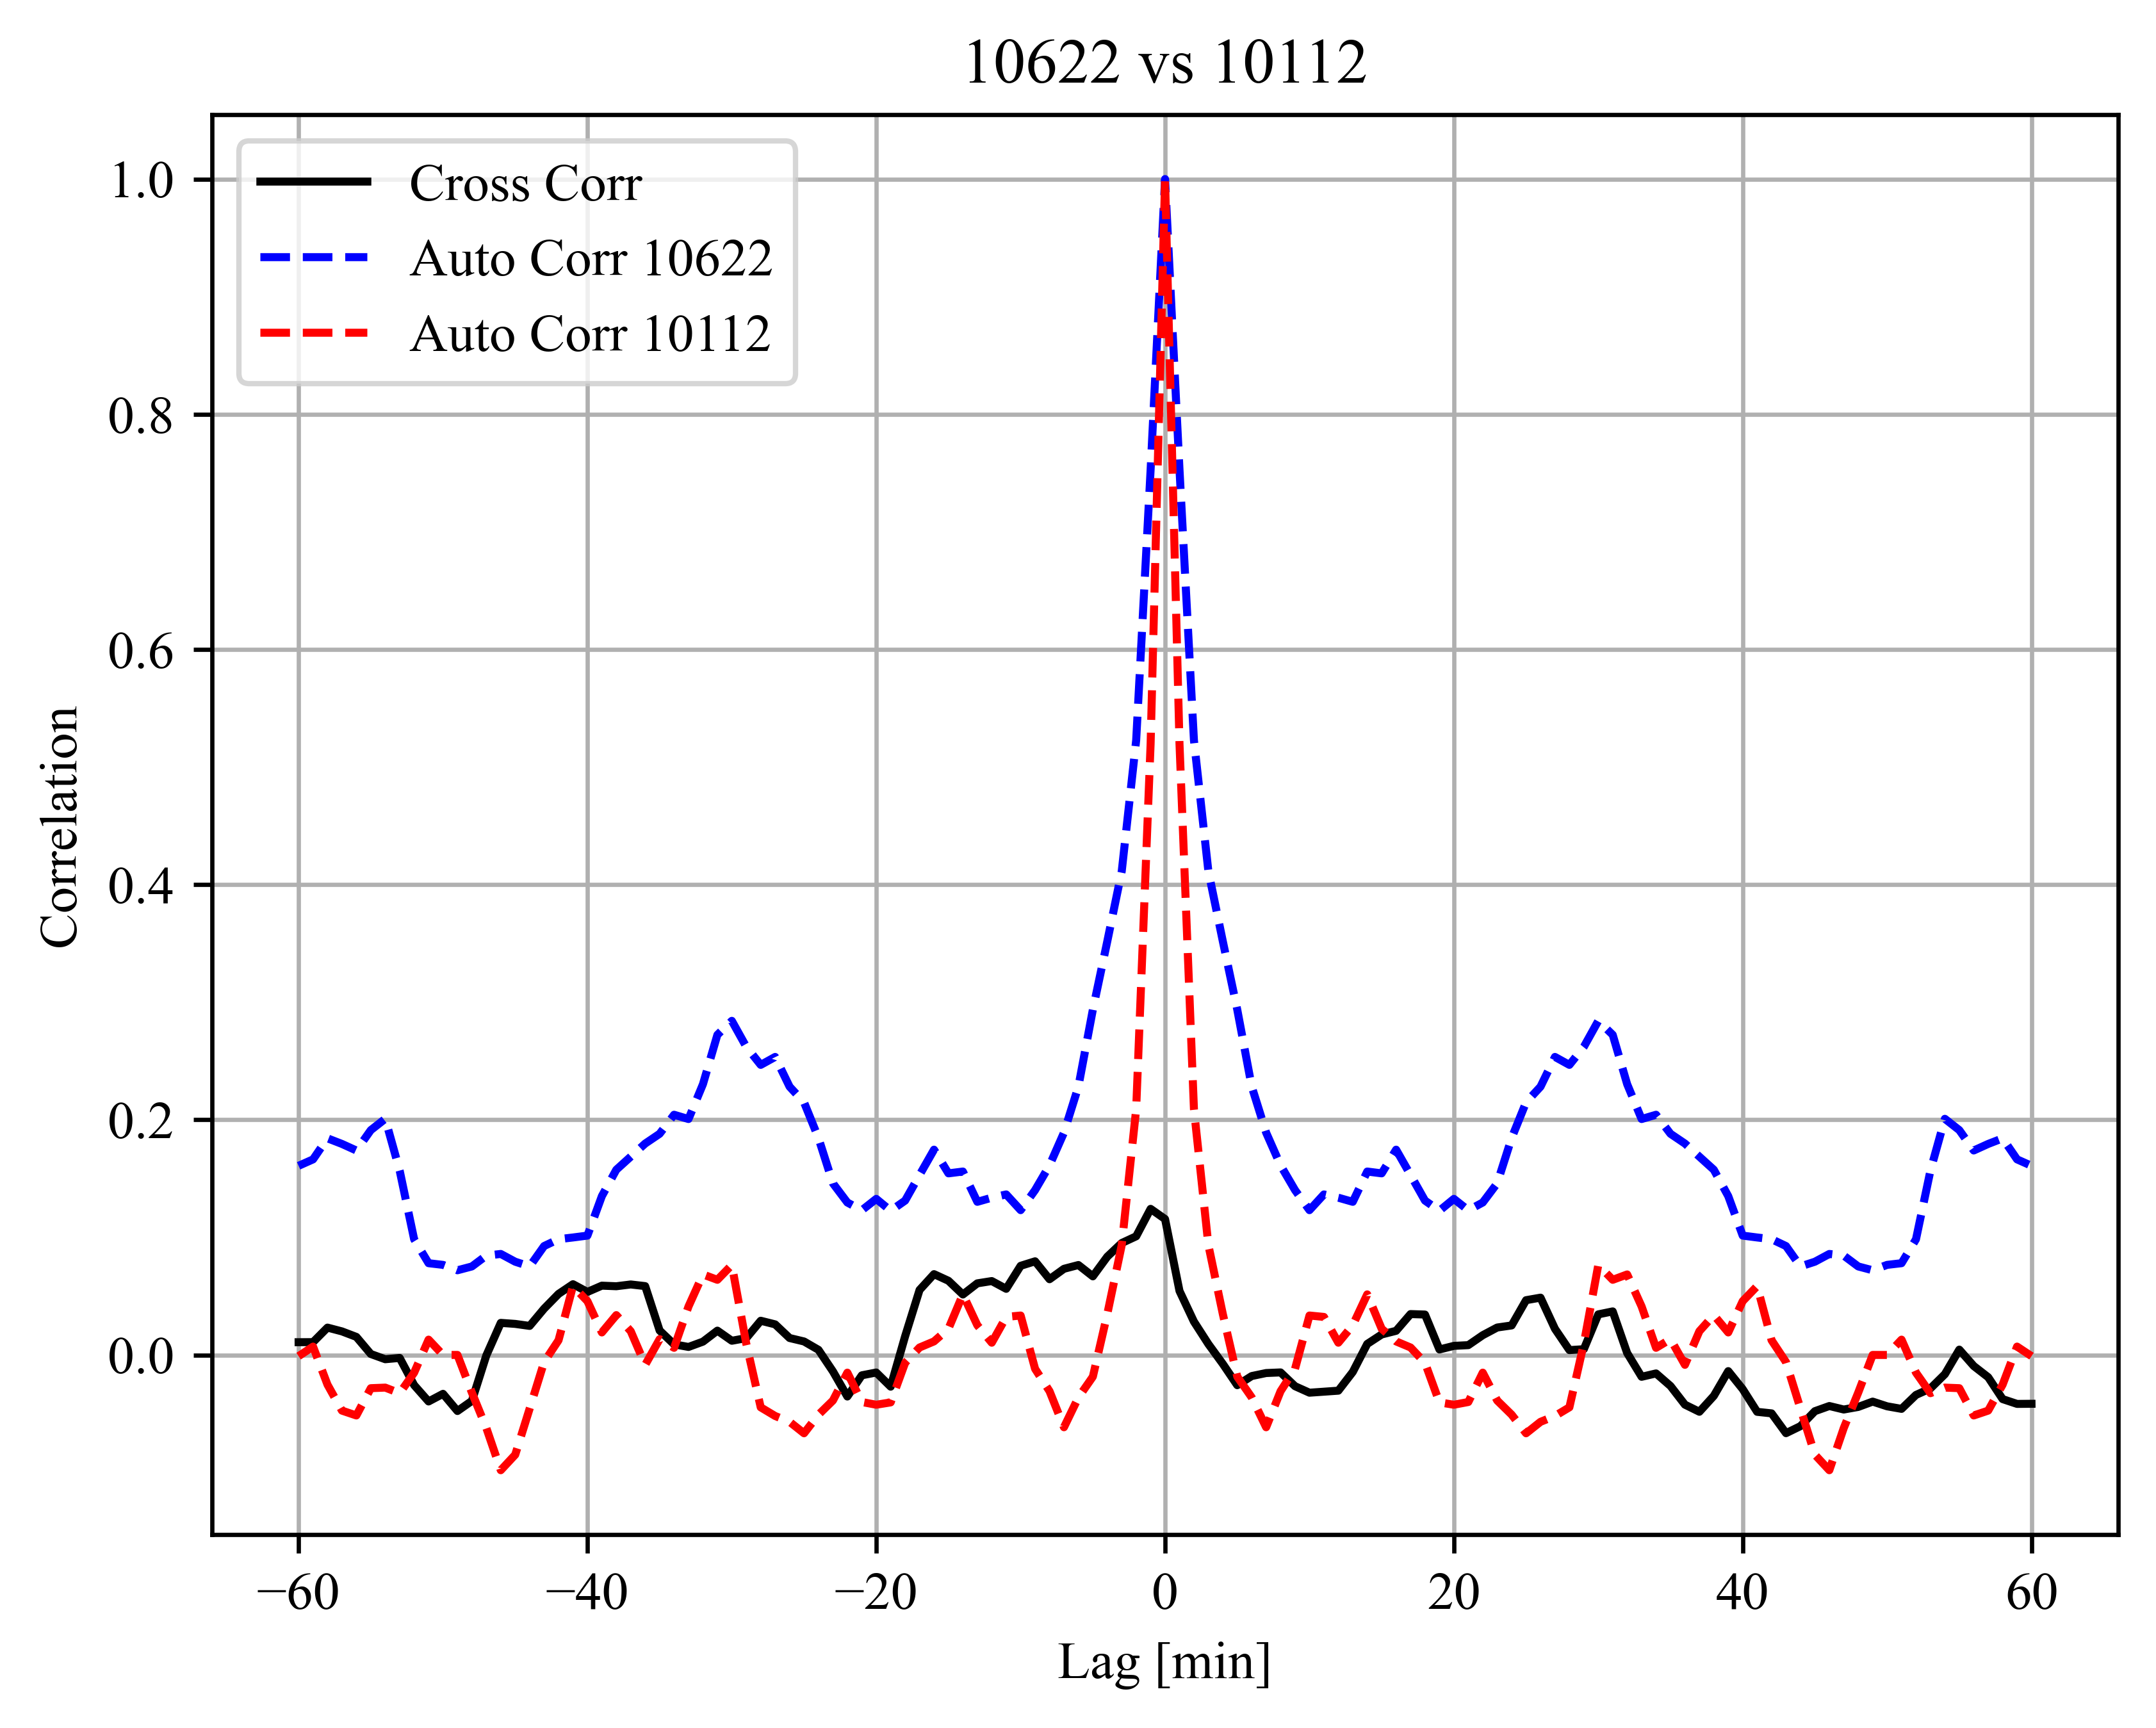 10622 vs 10112
Cross Corr
Auto Corr 10622
Auto Corr 10112
1.0
0.8
0.6
0.4
0.2
0.0
Correlation
−60 −40 −20 0 20 40 60
Lag [min]